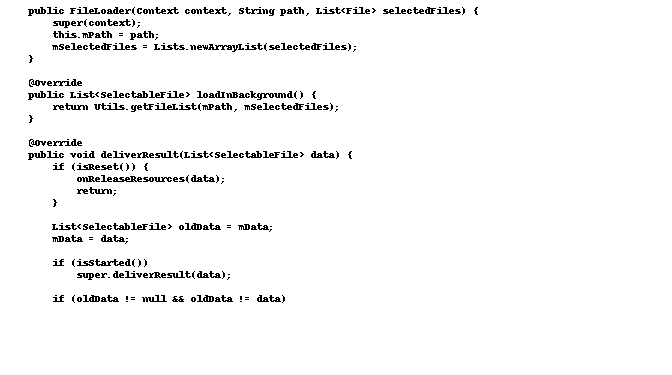 public FileLoader(Context context, String path, List<File> selectedFiles) {
super(context);
this.mPath = path;
mSelectedFiles = Lists.newArrayList(selectedFiles);
}
@Override
public List<SelectableFile> loadInBackground() {
return Utils.getFileList(mPath, mSelectedFiles);
}
@Override
public void deliverResult(List<SelectableFile> data) {
if (isReset()) {
onReleaseResources(data);
return;
}
List<SelectableFile> oldData = mData;
mData = data;
if (isStarted())
super.deliverResult(data);
if (oldData != null && oldData != data)